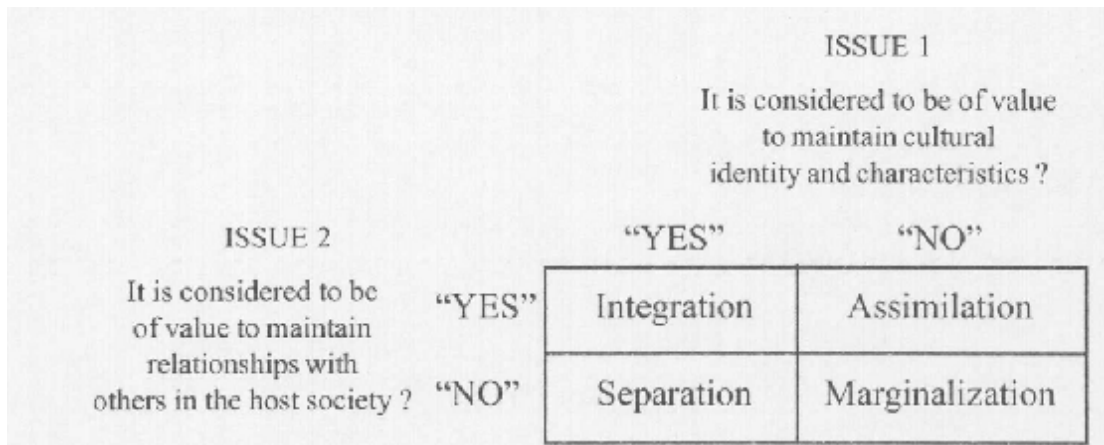 ISSUE 1
It is considered to be of value
to maintain cultural
identity and characteristics ?
ISSUE 2
It is considered to be
of value to maintain
relationships with
others in the host society ?
“YES” “NO”
“YES” Integration Assimilation
“NO” Separation Marginalization